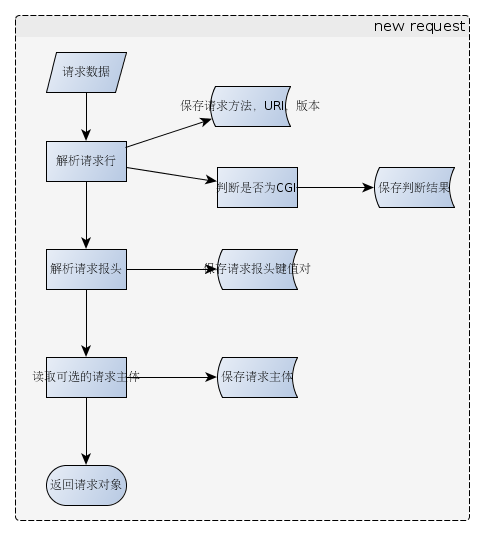 new request
请求数据
保存请求方法，URI，版本
解析请求行
判断是否为CGI
保存判断结果
解析请求报头
保存请求报头键值对
读取可选的请求主体
保存请求主体
返回请求对象